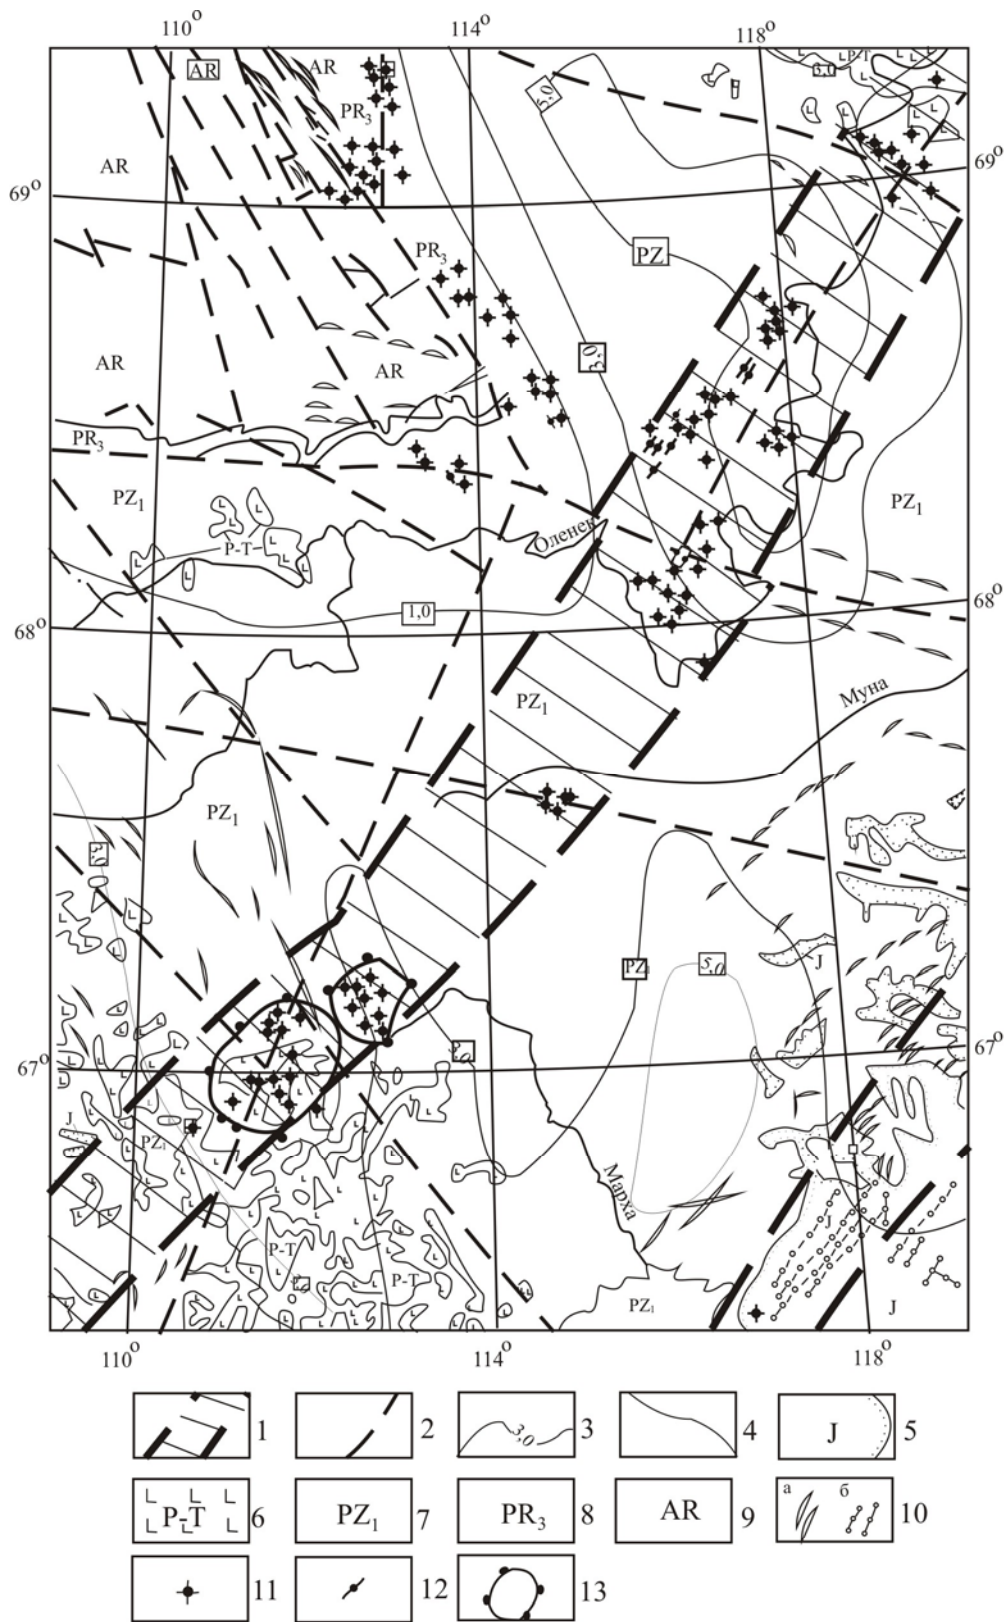 110° 114° 118°
AR AR P-T 3,0
5,0
PR₃
AR
69° 69°
PR₃ PZ
3,0
AR AR
PR₃
PZ₁ PZ₁
Оленек
P-T
1,0
68° 68°
Муна
PZ₁
PZ₁
3,0
J
PZ₁ 5,0
67° 67°
J
PZ₁
Марха
J
P-T
P-T
PZ₁ J
110° 114° 118°
1 2 3,0 3 4 J 5
P-T 6 PZ₁ 7 PR₃ 8 AR 9 а б 10
11 12 13